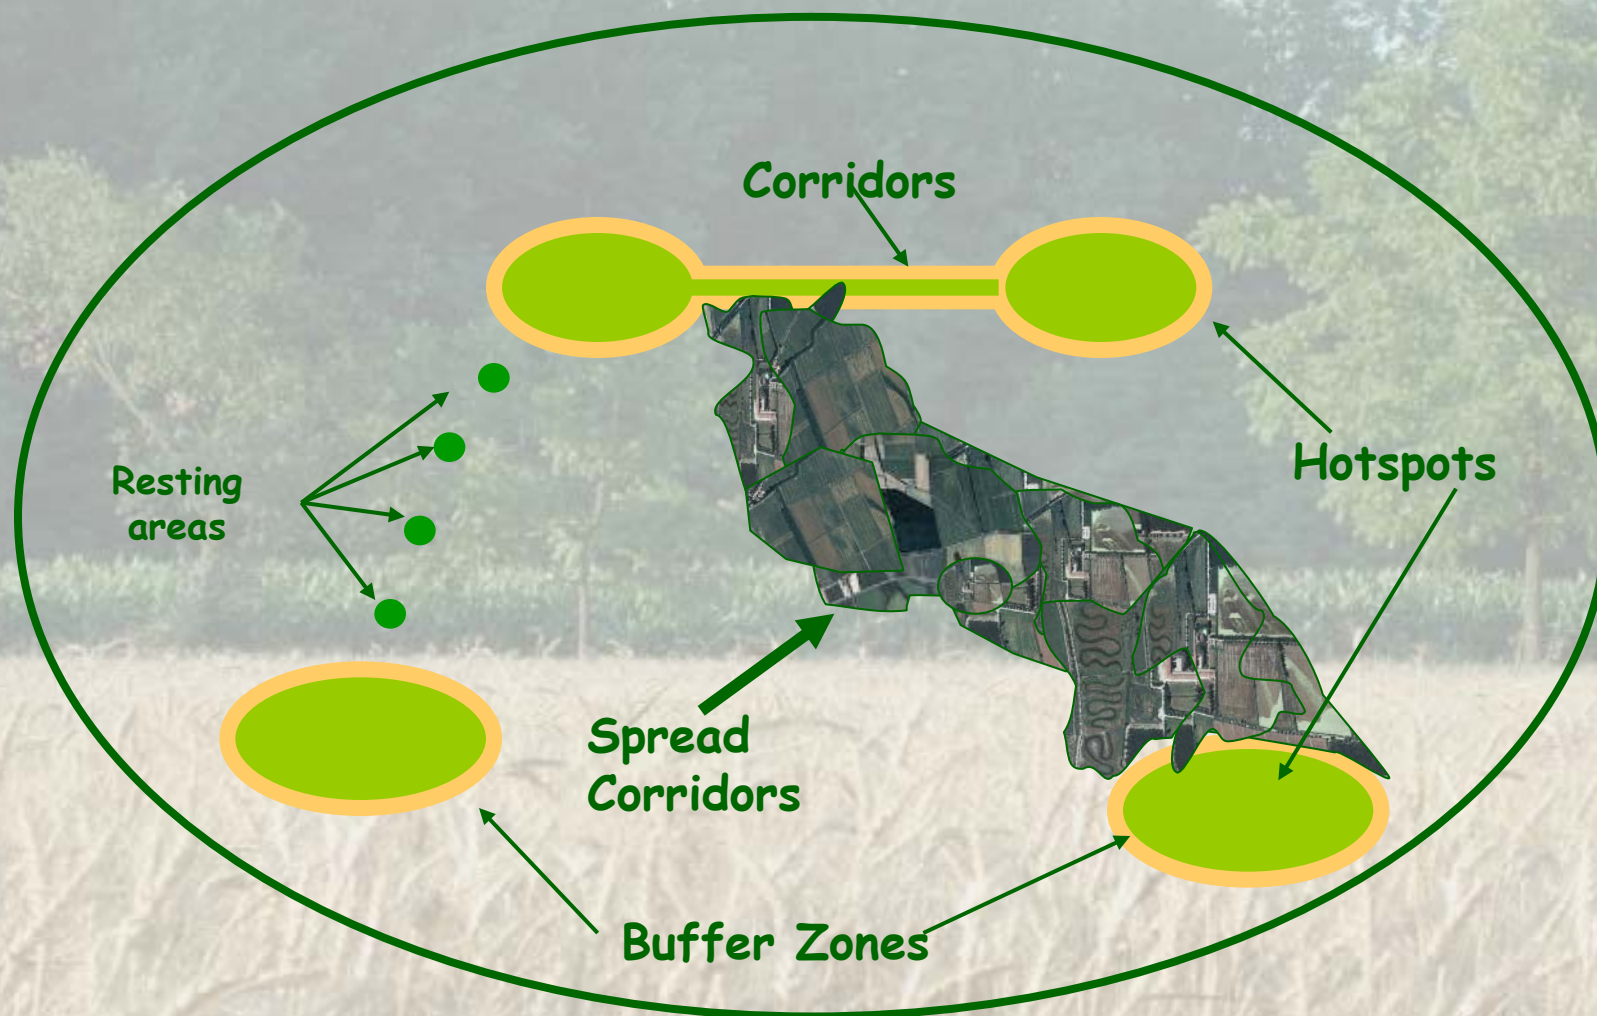 Corridors
Hotspots
Resting
areas
Spread
Corridors
Buffer Zones